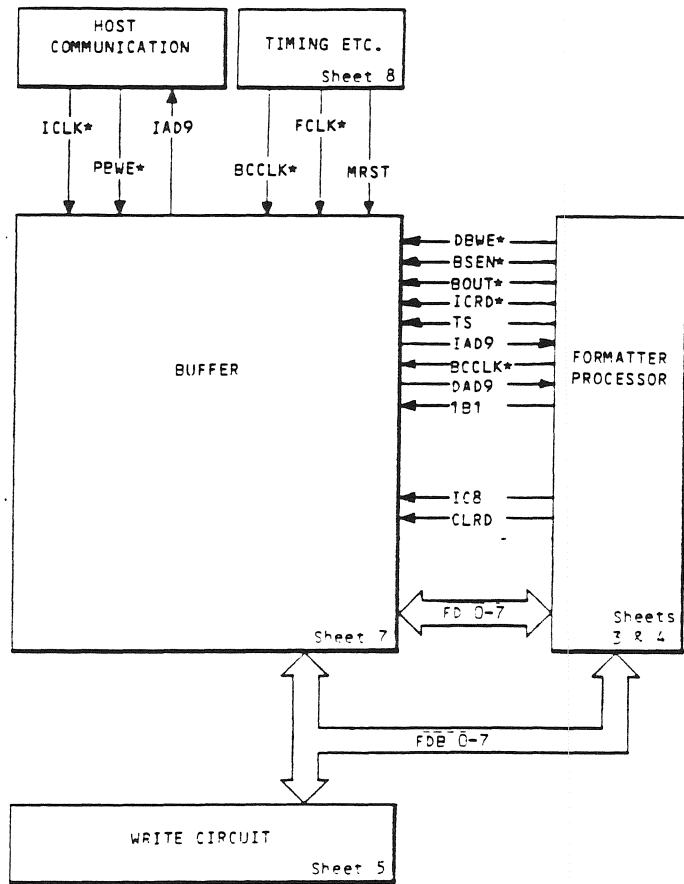 HOST
COMMUNICATION
TIMING ETC.
Sheet 8
ICLK*
PBWE*
IAD9
BCCLK*
FCLK*
MRST
DBWE*
BSEN*
BOUT*
ICRD*
TS
IAD9
BCCLK*
DAD9
1B1
IC8
CLRD
BUFFER
FORMATTER
PROCESSOR
FD 0-7
Sheet 7
Sheets
3 & 4
FDB 0-7
WRITE CIRCUIT
Sheet 5